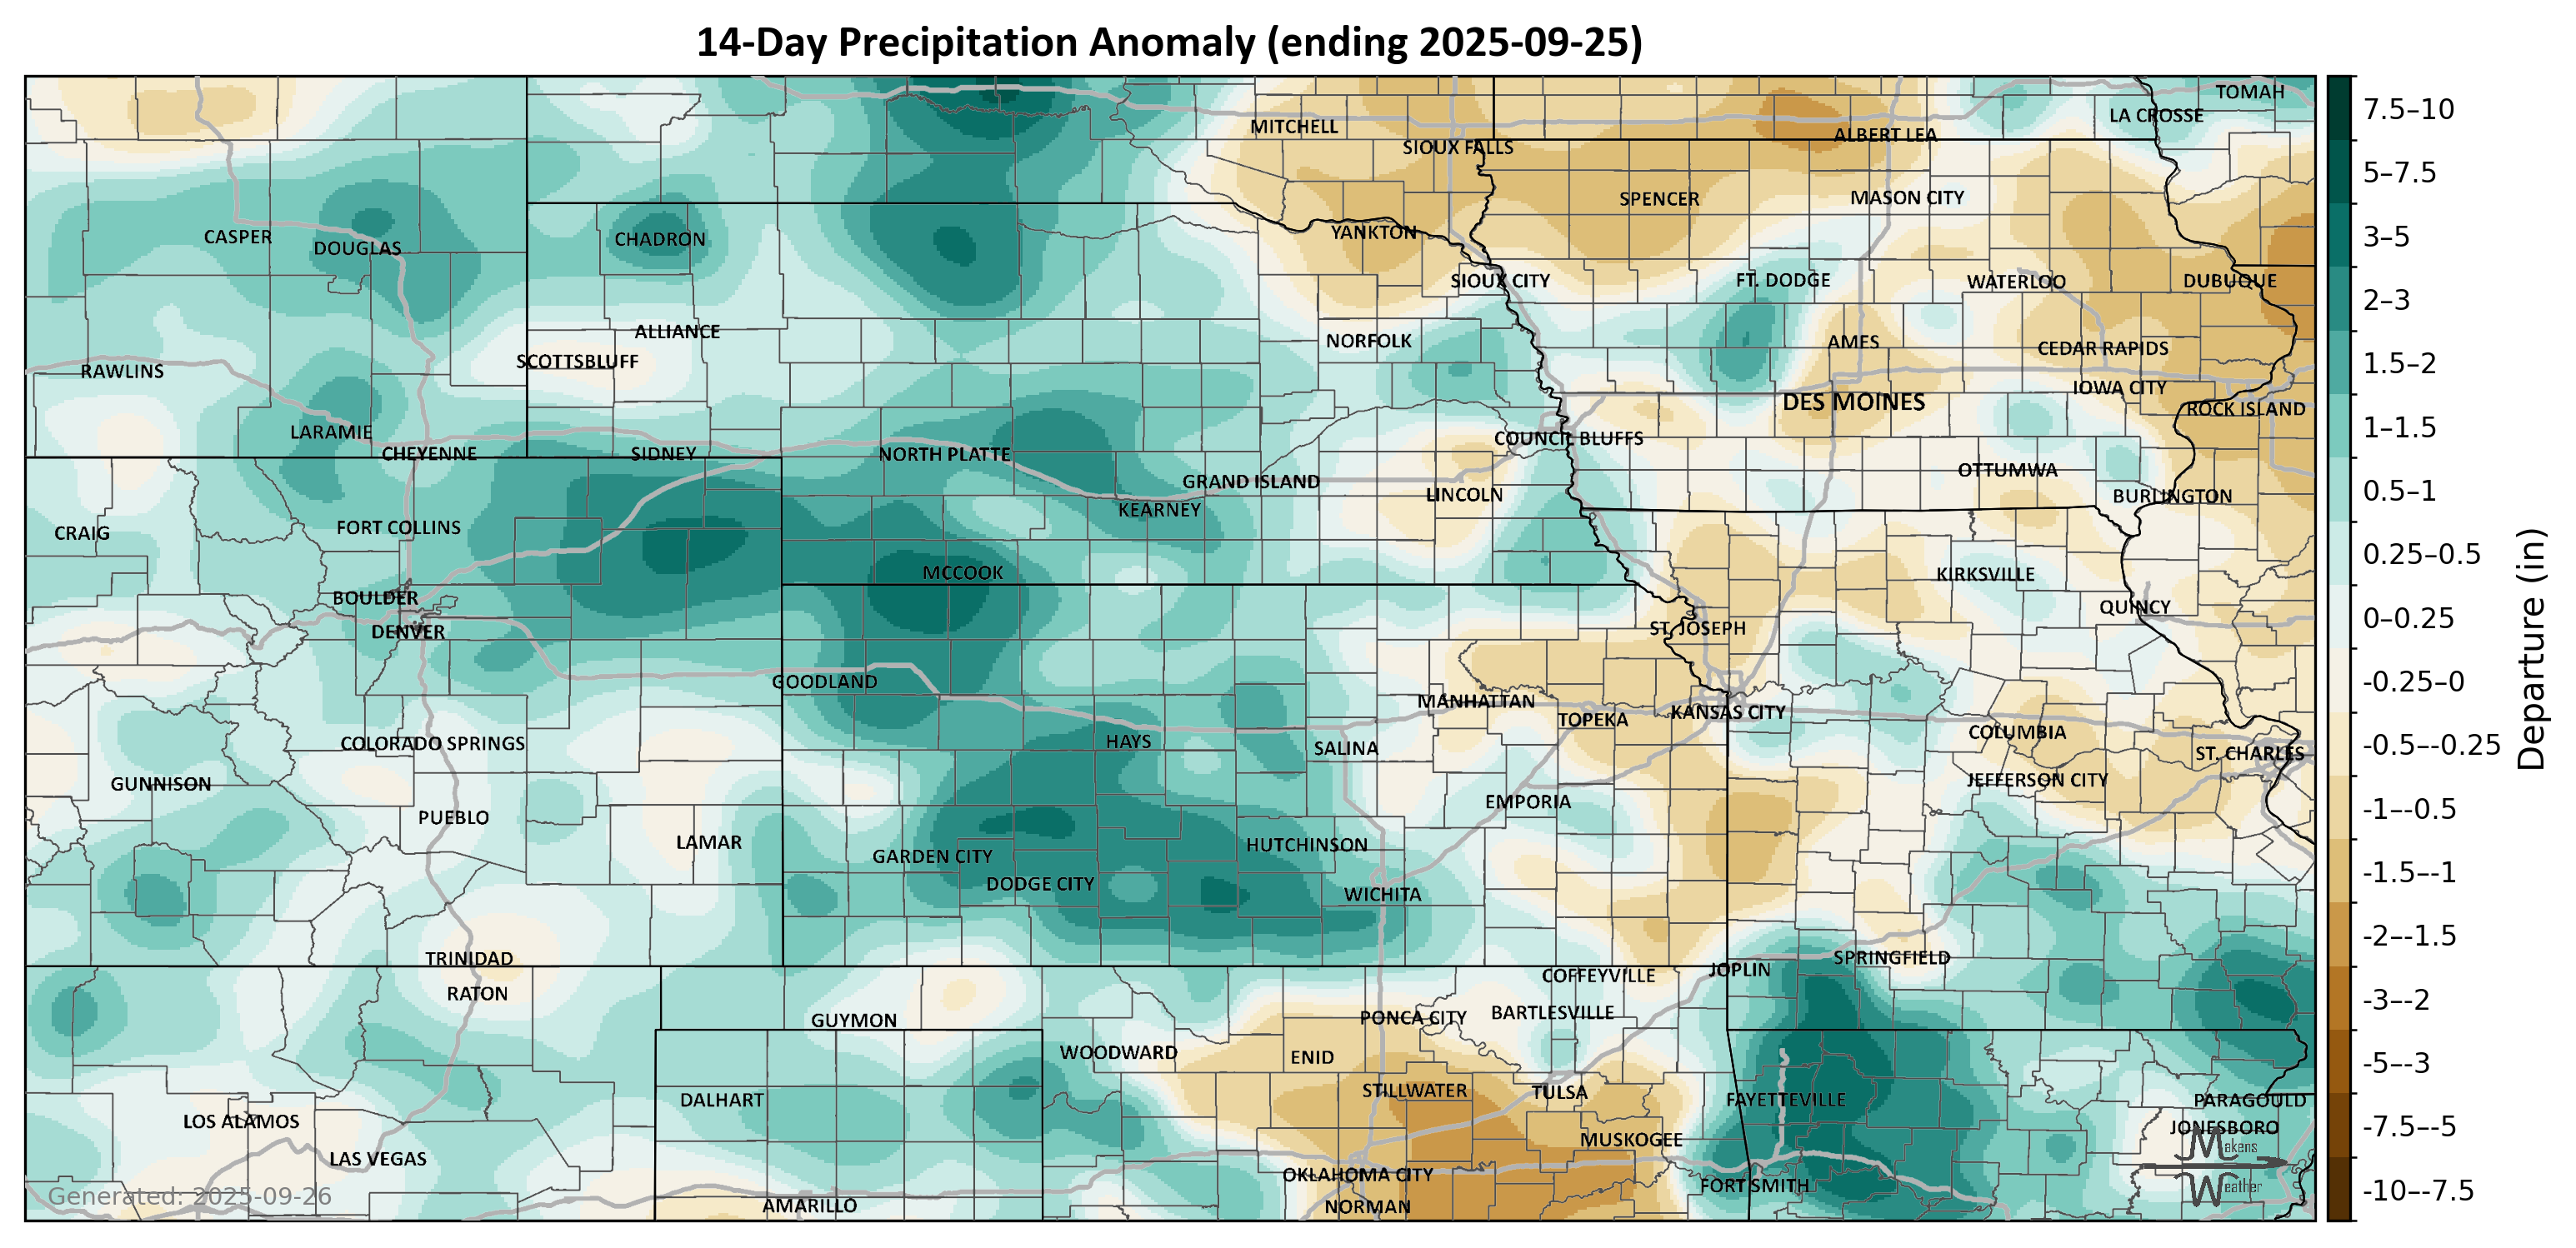 14-Day Precipitation Anomaly (ending 2025-09-25)
TOMAH
LA CROSSE
MITCHELL
ALBERT LEA
SIOUX FALLS
SPENCER
MASON CITY
CASPER
DOUGLAS
CHADRON
YANKTON
SIOUX CITY
FT. DODGE
WATERLOO
DUBUQUE
ALLIANCE
NORFOLK
AMES
CEDAR RAPIDS
SCOTTSBLUFF
RAWLINS
IOWA CITY
DES MOINES
ROCK ISLAND
LARAMIE
COUNCIL BLUFFS
CHEYENNE
SIDNEY
NORTH PLATTE
OTTUMWA
GRAND ISLAND
LINCOLN
BURLINGTON
KEARNEY
CRAIG
FORT COLLINS
MCCOOK
KIRKSVILLE
BOULDER
QUINCY
DENVER
ST. JOSEPH
GOODLAND
MANHATTAN
TOPEKA
KANSAS CITY
COLUMBIA
COLORADO SPRINGS
HAYS
SALINA
ST. CHARLES
GUNNISON
JEFFERSON CITY
EMPORIA
PUEBLO
LAMAR
HUTCHINSON
GARDEN CITY
DODGE CITY
WICHITA
TRINIDAD
SPRINGFIELD
JOPLIN
COFFEYVILLE
RATON
BARTLESVILLE
GUYMON
PONCA CITY
WOODWARD
ENID
STILLWATER
TULSA
DALHART
FAYETTEVILLE
PARAGOULD
LOS ALAMOS
JONESBORO
MUSKOGEE
LAS VEGAS
OKLAHOMA CITY
FORT SMITH
AMARILLO
NORMAN
Generated: 2025-09-26
Makens
Weather
7.5–10
5–7.5
3–5
2–3
1.5–2
1–1.5
0.5–1
0.25–0.5
0–0.25
-0.25–0
-0.5–-0.25
-1–-0.5
-1.5–-1
-2–-1.5
-3–-2
-5–-3
-7.5–-5
-10–-7.5
Departure (in)